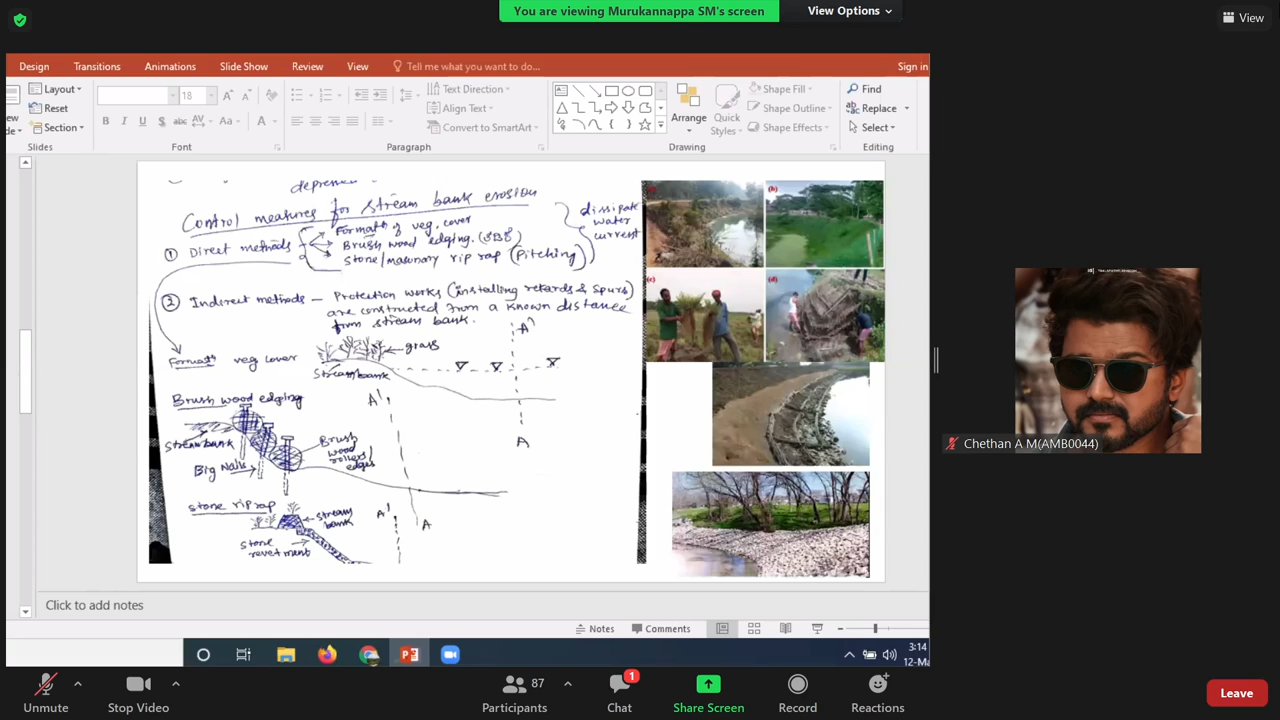 You are viewing Murukannappa SM's screen
View Options
View
Design Transitions Animations Slide Show Review View Tell me what you want to do... Sign in
Layout
Reset
Section
Slides
18
Font
Text Direction
Align Text
Convert to SmartArt
Paragraph
Arrange
Quick Styles
Shape Fill
Shape Outline
Shape Effects
Drawing
Find
Replace
Select
Editing
Control measures for stream bank erosion
① Direct methods
Format of veg. cover
Brush wood edging. (SBE)
Stone/masonary rip rap (Pitching)
dissipate
water
current
② Indirect methods - Protection works (installing retards & spurs)
are constructed from a known distance
from stream bank.
Format veg cover
grass
Stream bank
A'
A
Brush wood edging
Stream bank
Big Nails
Brush
wood
rollers/
edges
A'
A
stone rip rap
stream
bank
stone
revetment
A'
(a)
(b)
(c)
(d)
Click to add notes
Notes Comments
3:14
Chethan A M(AMB0044)
Unmute
Stop Video
87
Participants
1
Chat
Share Screen
Record
Reactions
Leave